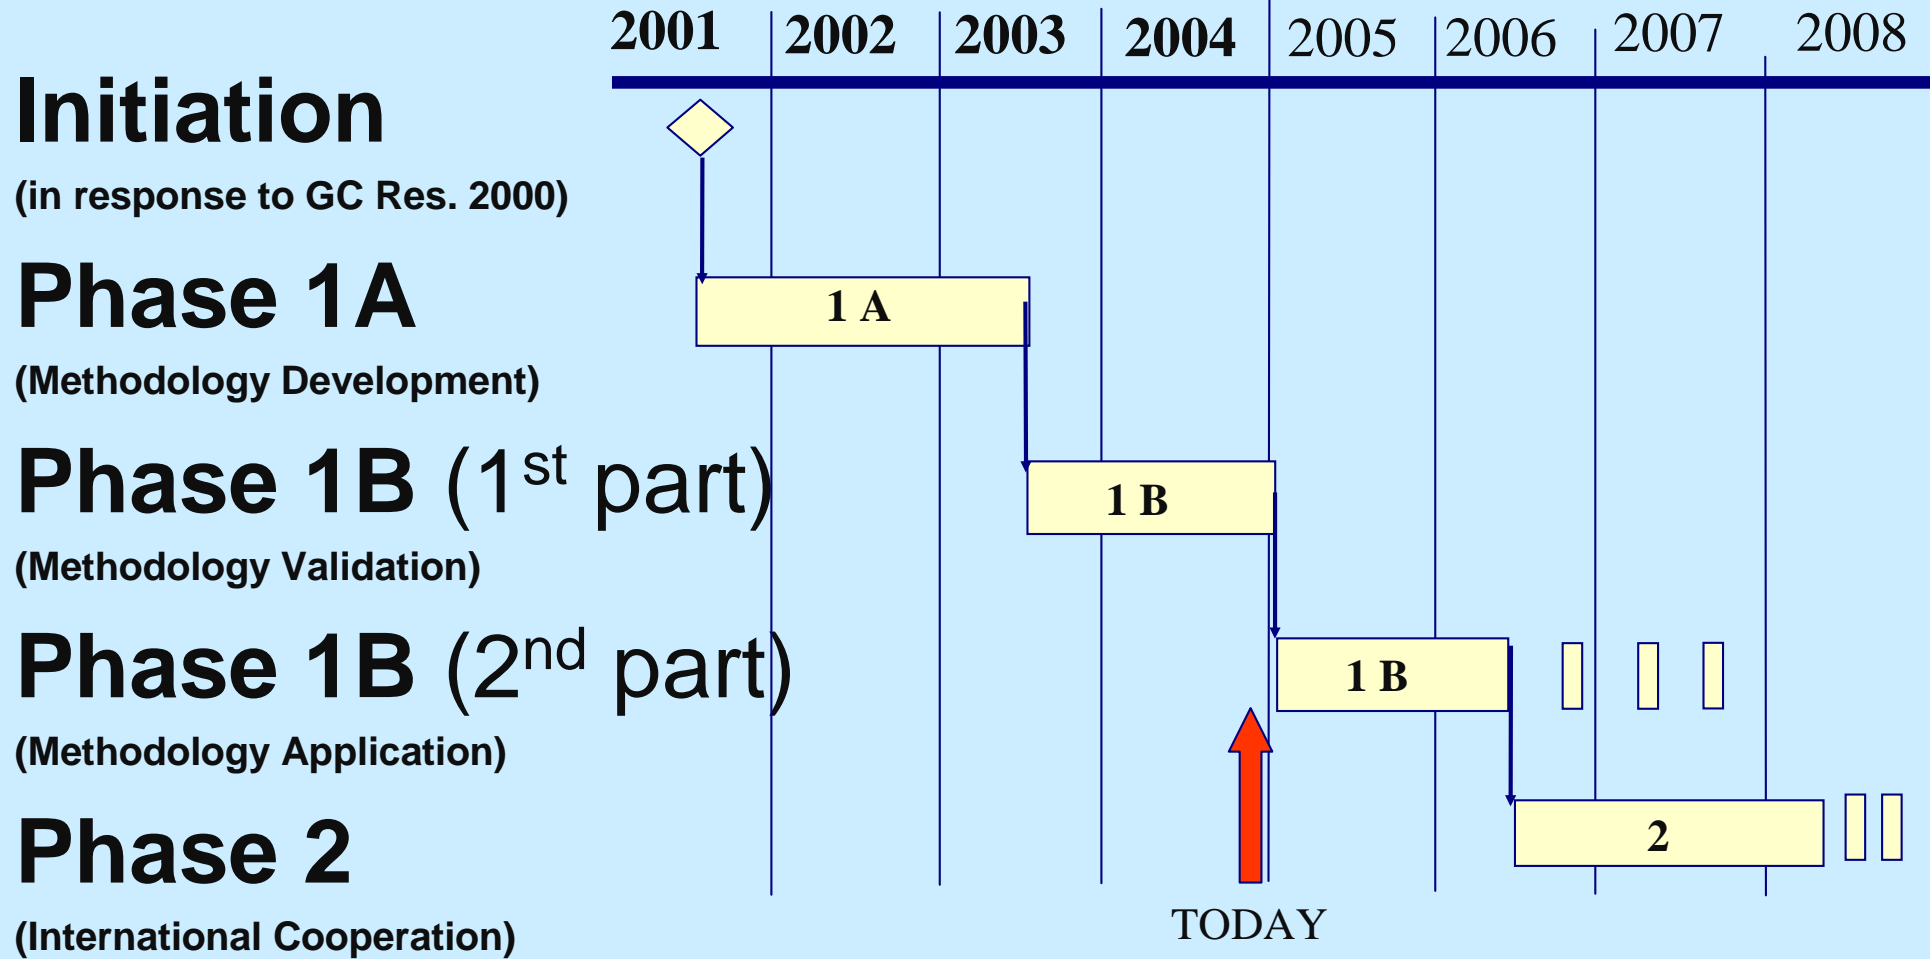 2001 2002 2003 2004 2005 2006 2007 2008
Initiation
(in response to GC Res. 2000)
Phase 1A
1 A
(Methodology Development)
Phase 1B (1st part)
1 B
(Methodology Validation)
Phase 1B (2nd part)
1 B
(Methodology Application)
Phase 2
2
TODAY
(International Cooperation)